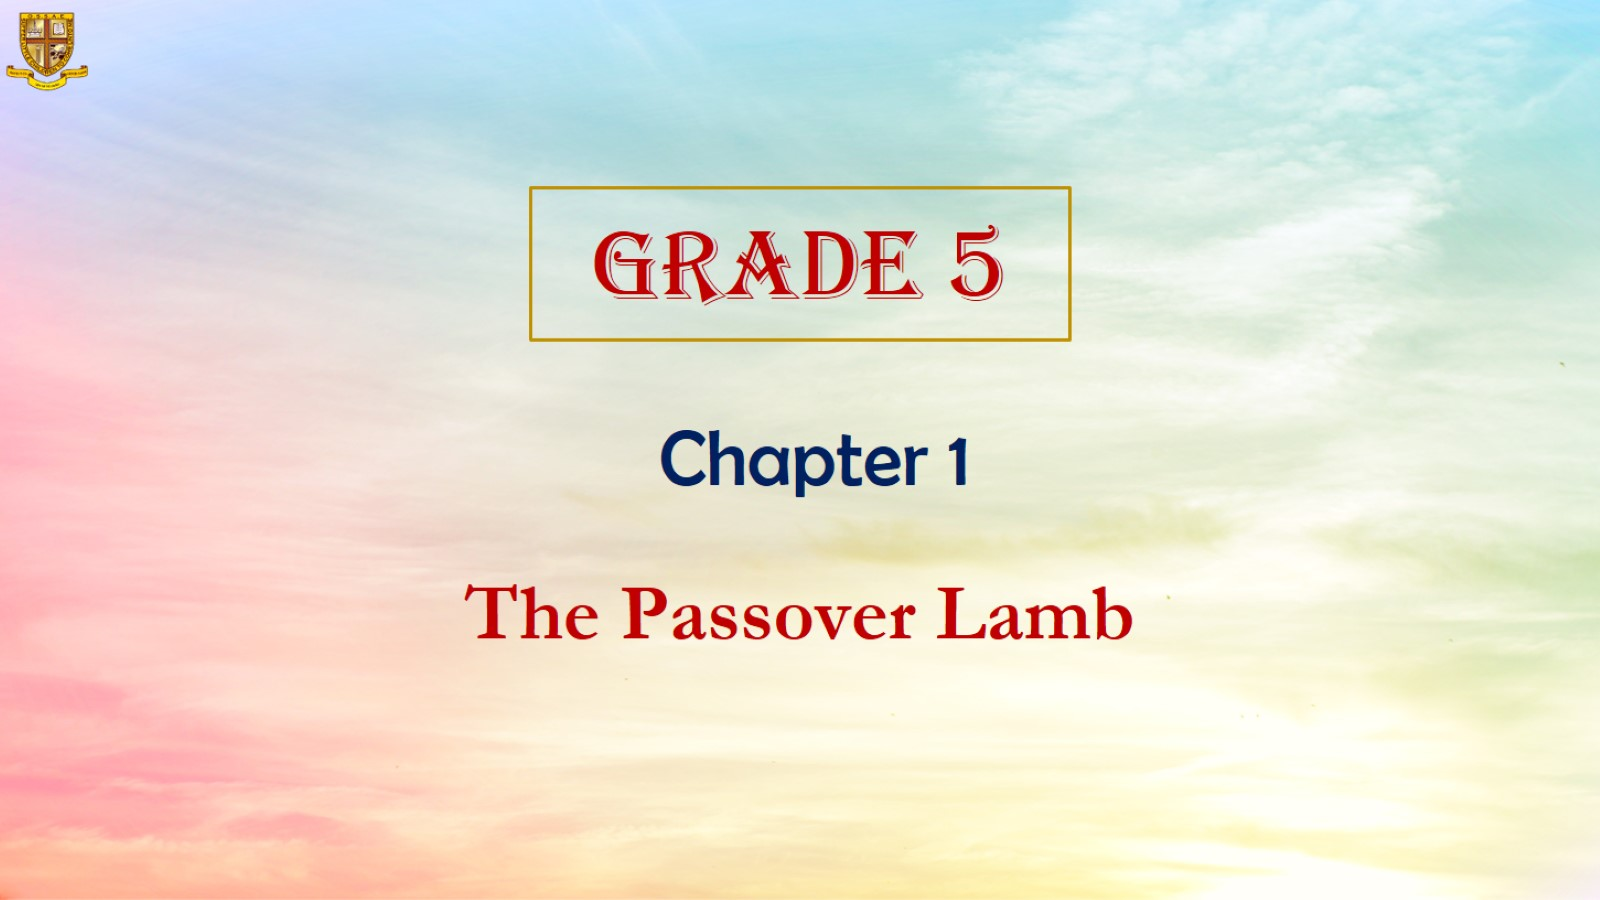 O.S.S.A.E
GRADE 5
Chapter 1
The Passover Lamb